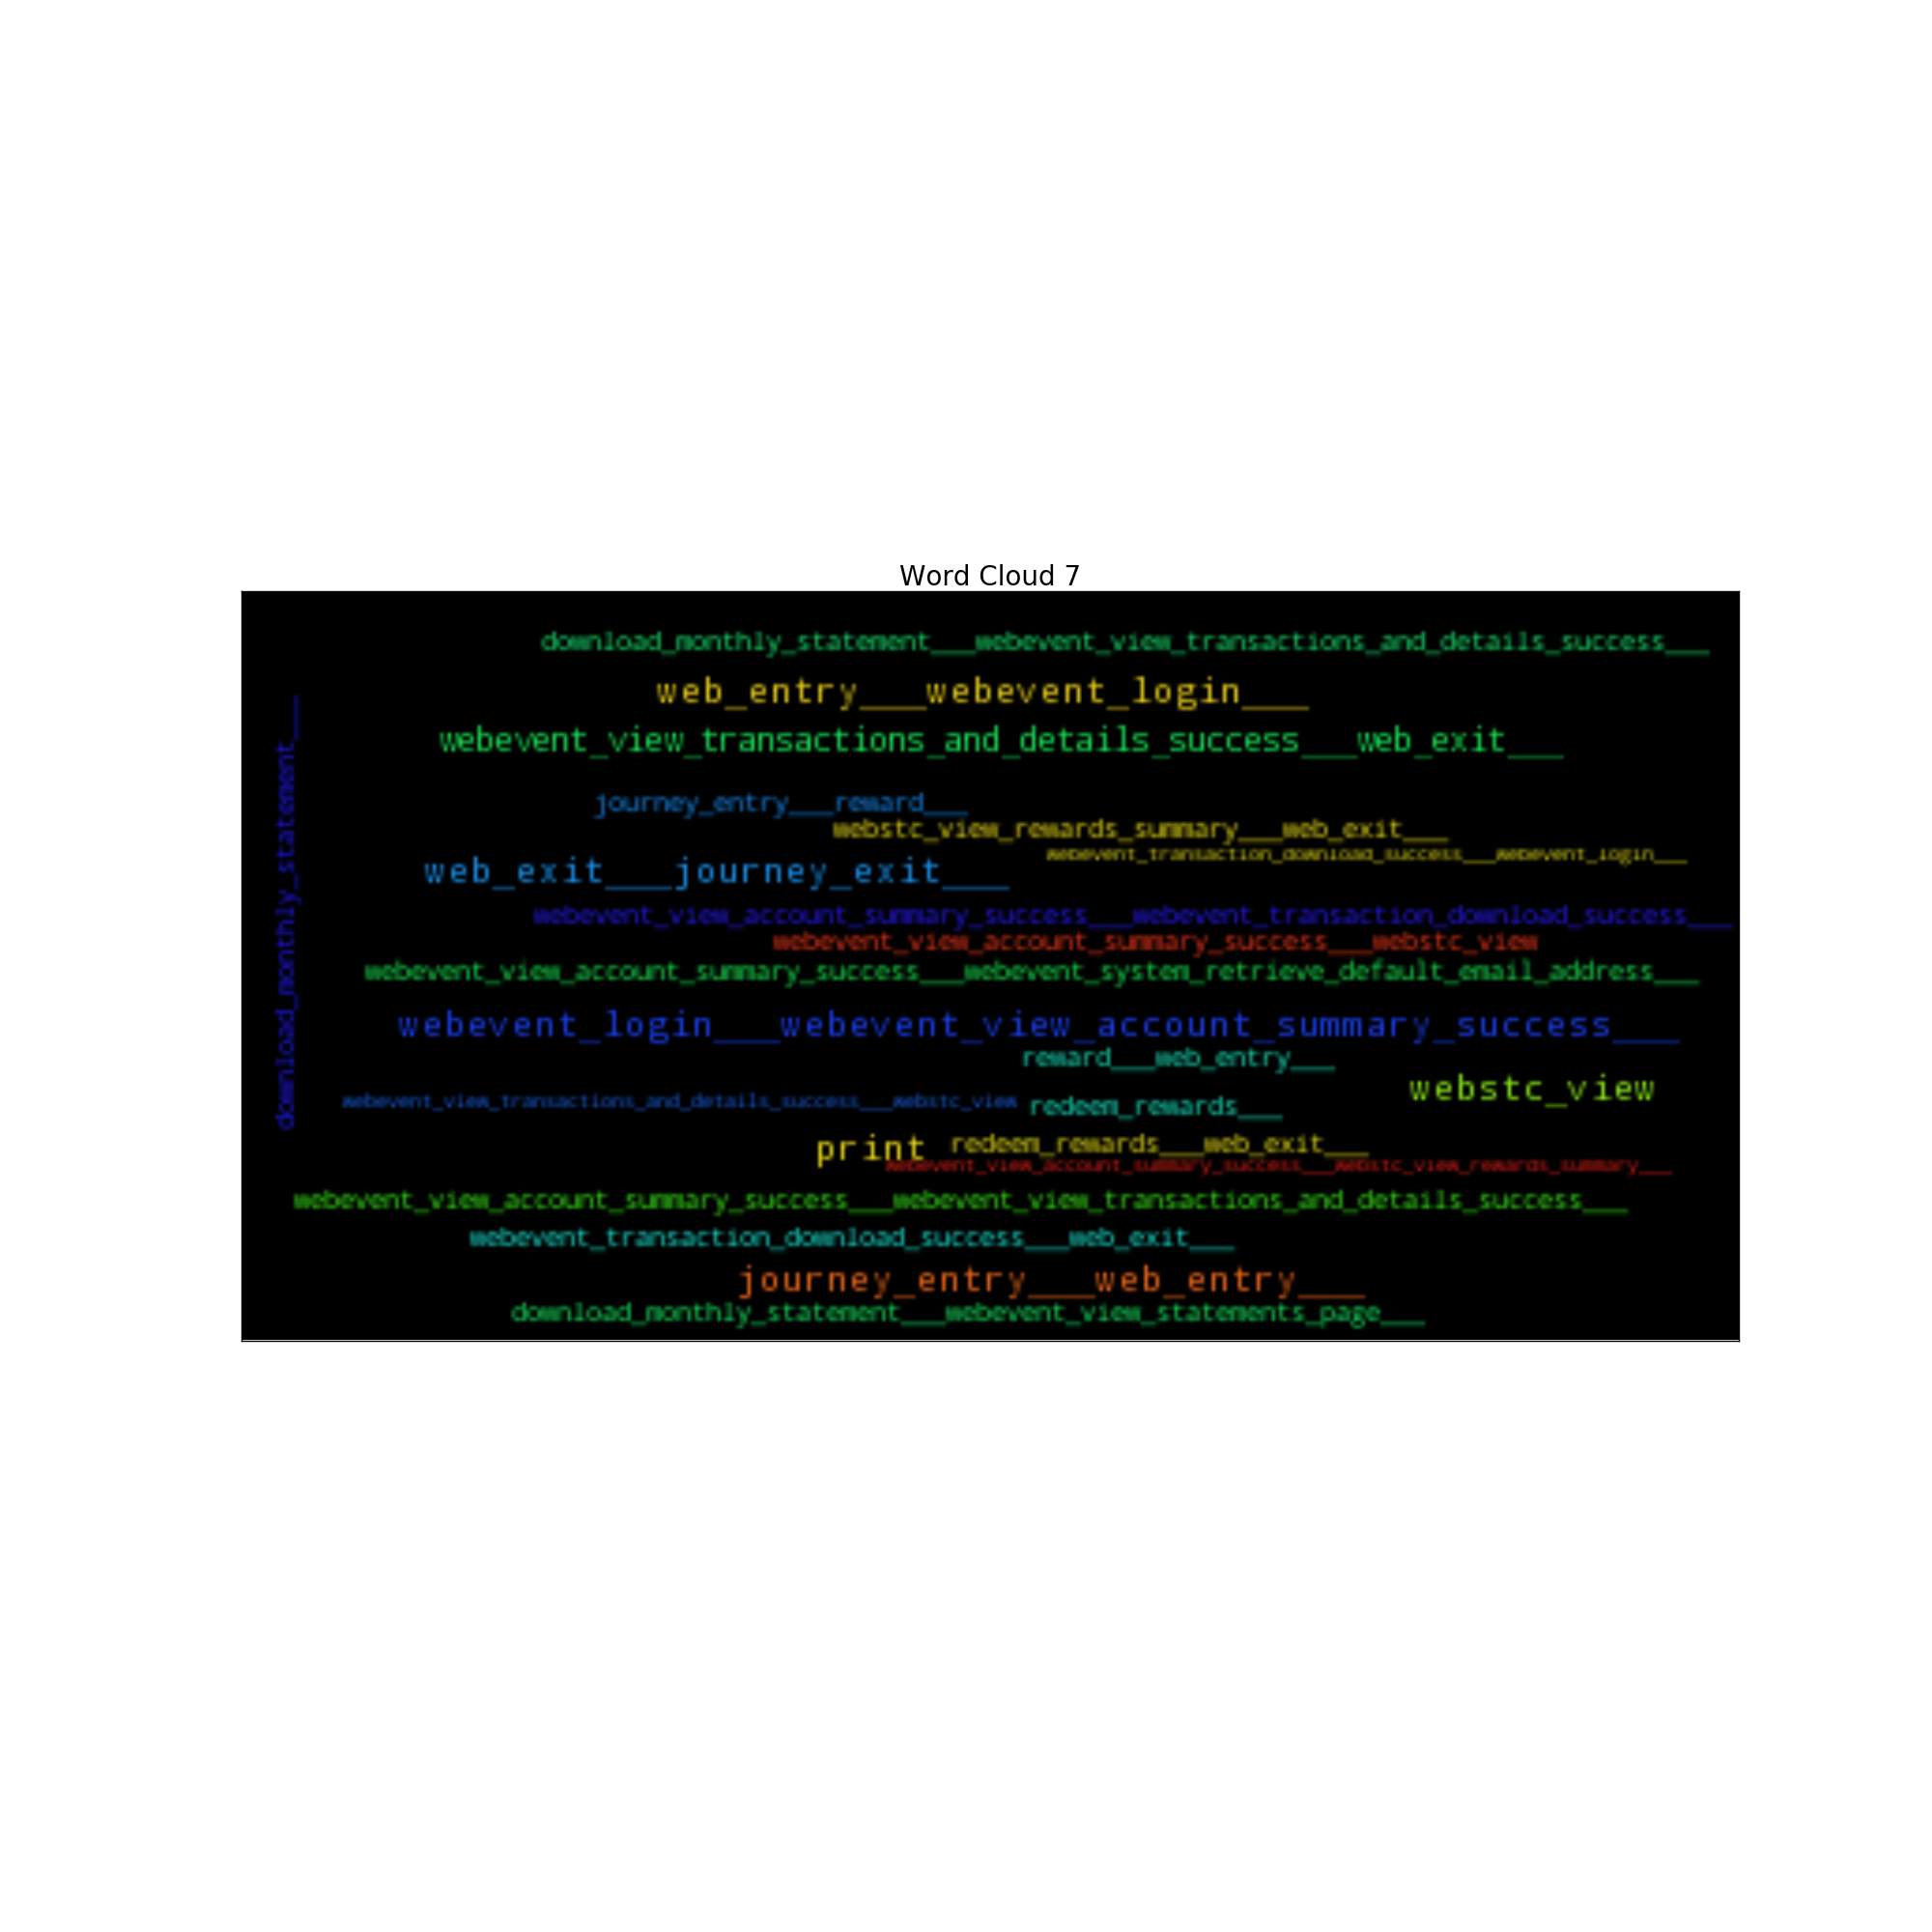 Word Cloud 7
download_monthly_statement___webevent_view_transactions_and_details_success___
web_entry___webevent_login___
download_monthly_statement___
webevent_view_transactions_and_details_success___web_exit___
journey_entry___reward___
webstc_view_rewards_summary___web_exit___
webevent_transaction_download_success___webevent_login___
web_exit___journey_exit___
webevent_view_account_summary_success___webevent_transaction_download_success___
webevent_view_account_summary_success___webstc_view
webevent_view_account_summary_success___webevent_system_retrieve_default_email_address___
webevent_login___webevent_view_account_summary_success___
reward___web_entry___
webstc_view
webevent_view_transactions_and_details_success___webstc_view
redeem_rewards___
print
redeem_rewards___web_exit___
webevent_view_account_summary_success___webstc_view_rewards_summary___
webevent_view_account_summary_success___webevent_view_transactions_and_details_success___
webevent_transaction_download_success___web_exit___
journey_entry___web_entry___
download_monthly_statement___webevent_view_statements_page___